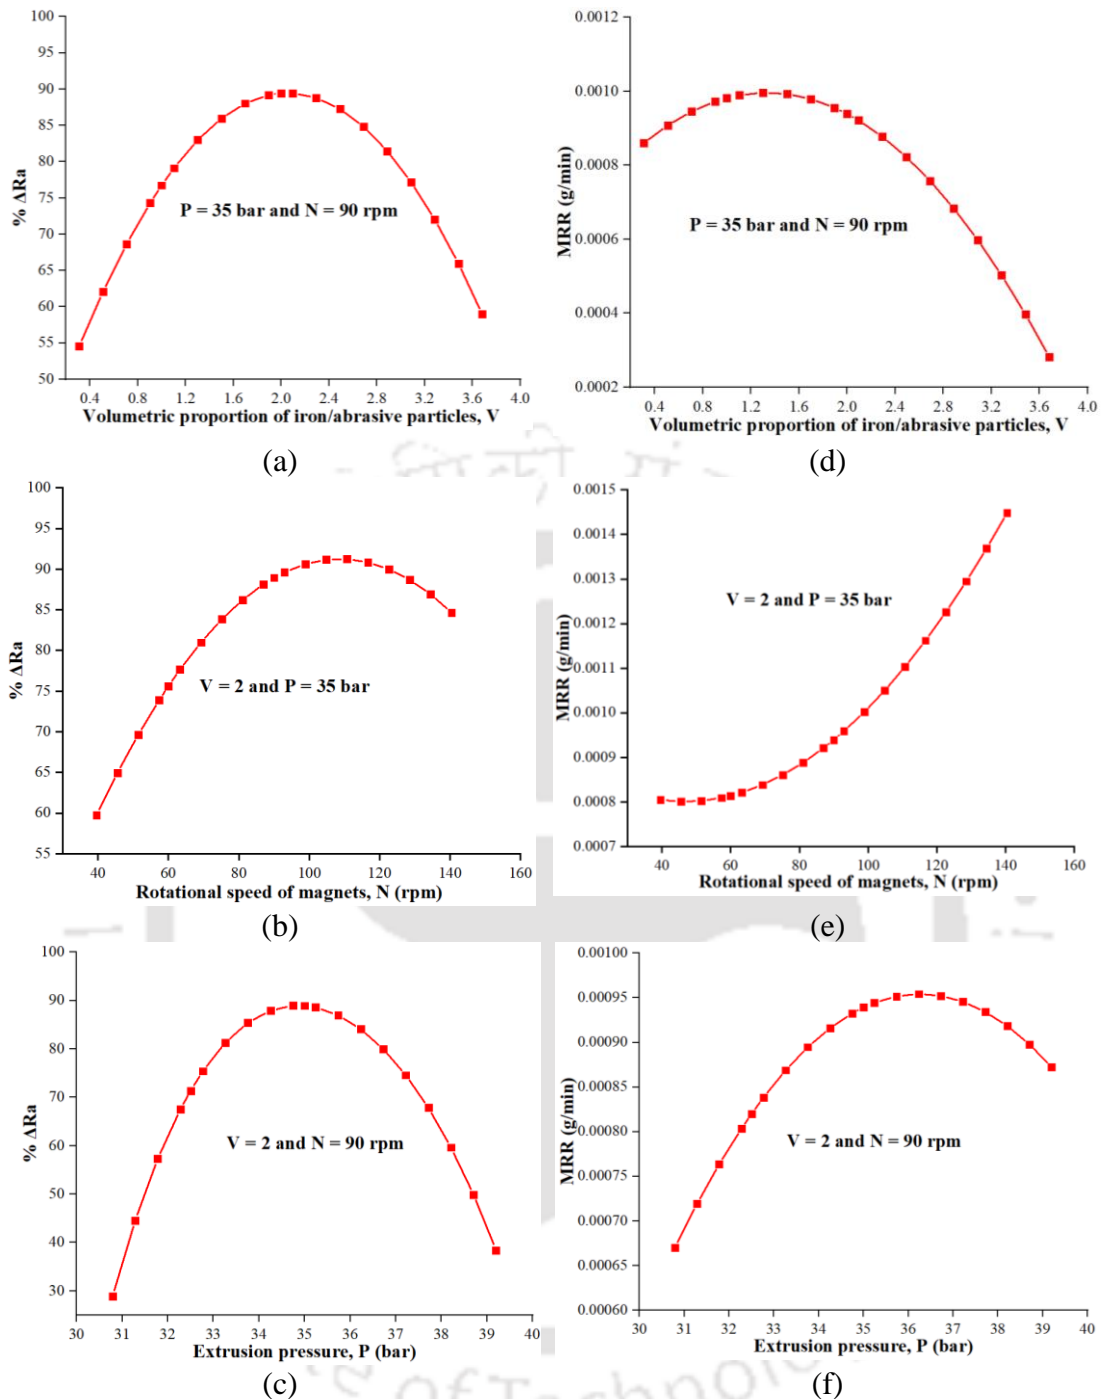 100
95
90
85
80
75
70
65
60
55
50
% ΔRa
P = 35 bar and N = 90 rpm
0.4 0.8 1.2 1.6 2.0 2.4 2.8 3.2 3.6 4.0
Volumetric proportion of iron/abrasive particles, V
(a)
0.0012
0.0010
0.0008
0.0006
0.0004
0.0002
MRR (g/min)
P = 35 bar and N = 90 rpm
0.4 0.8 1.2 1.6 2.0 2.4 2.8 3.2 3.6 4.0
Volumetric proportion of iron/abrasive particles, V
(d)
100
95
90
85
80
75
70
65
60
55
% ΔRa
V = 2 and P = 35 bar
40 60 80 100 120 140 160
Rotational speed of magnets, N (rpm)
(b)
0.0015
0.0014
0.0013
0.0012
0.0011
0.0010
0.0009
0.0008
0.0007
MRR (g/min)
V = 2 and P = 35 bar
40 60 80 100 120 140 160
Rotational speed of magnets, N (rpm)
(e)
100
90
80
70
60
50
40
30
% ΔRa
V = 2 and N = 90 rpm
30 31 32 33 34 35 36 37 38 39 40
Extrusion pressure, P (bar)
(c)
0.00100
0.00095
0.00090
0.00085
0.00080
0.00075
0.00070
0.00065
0.00060
MRR (g/min)
V = 2 and N = 90 rpm
30 31 32 33 34 35 36 37 38 39 40
Extrusion pressure, P (bar)
(f)
of Technolo